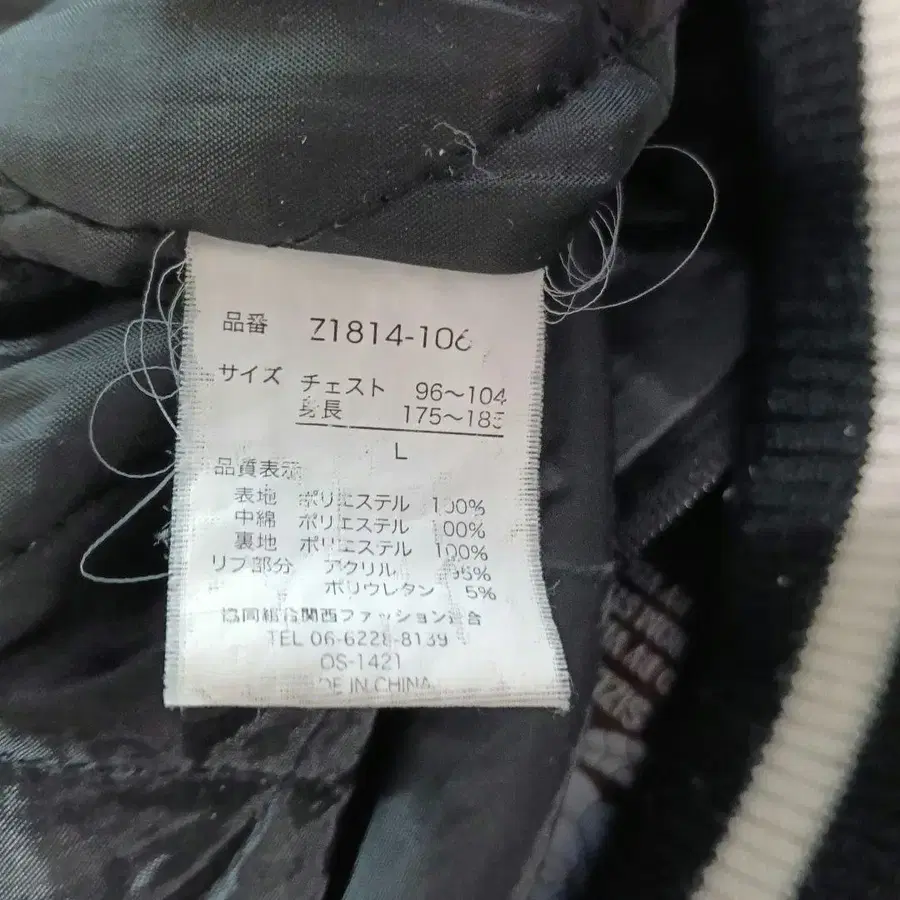 品番 Z1814-106
サイズ チェスト 96～104
身長 175～185
L
品質表示
表地 ポリエステル 100%
中綿 ポリエステル 100%
裏地 ポリエステル 100%
リブ部分 アクリル 95%
ポリウレタン 5%
協同組合関西ファッション連合
TEL 06-6228-8139
OS-1421
DE IN CHINA